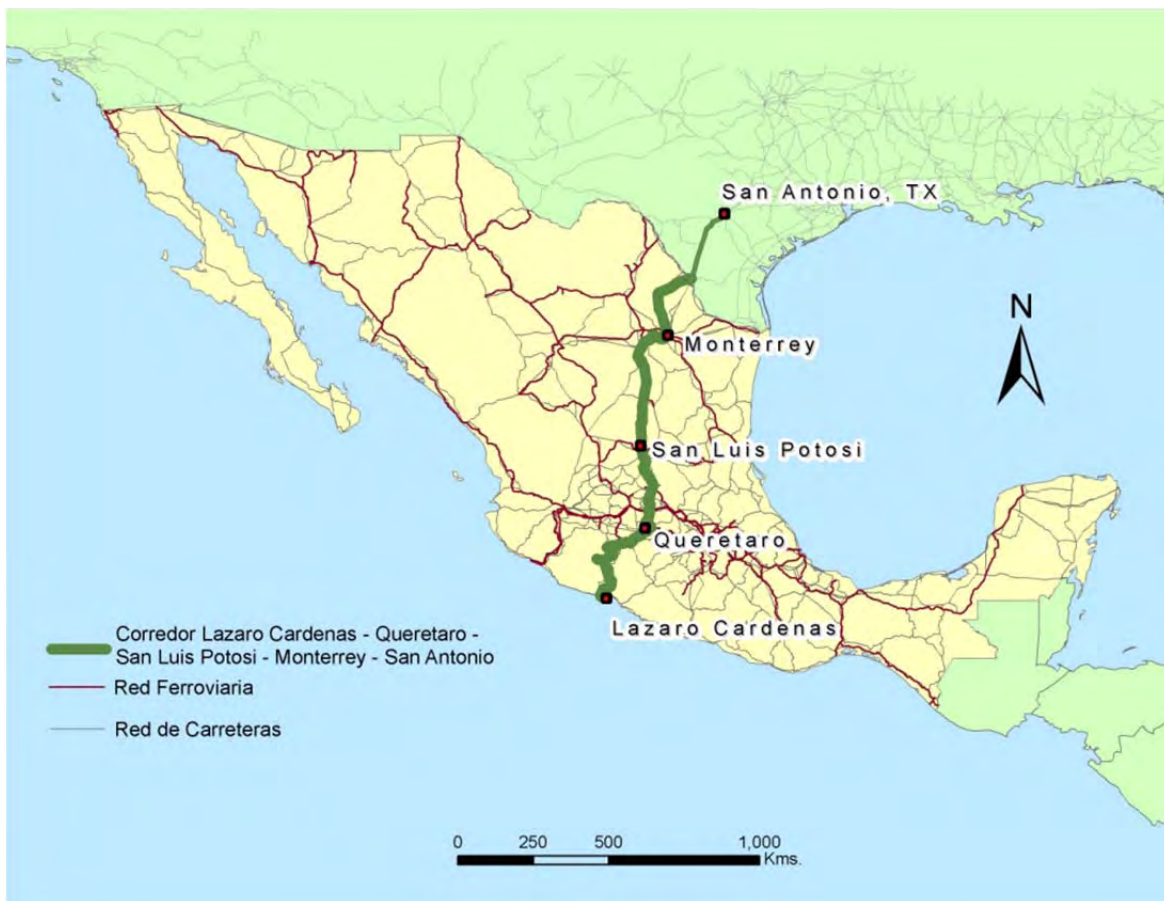 San Antonio, TX
N
Monterrey
San Luis Potosi
Queretaro
Lazaro Cardenas
Corredor Lazaro Cardenas - Queretaro -
San Luis Potosi - Monterrey - San Antonio
Red Ferroviaria
Red de Carreteras
0 250 500 1,000
Kms.